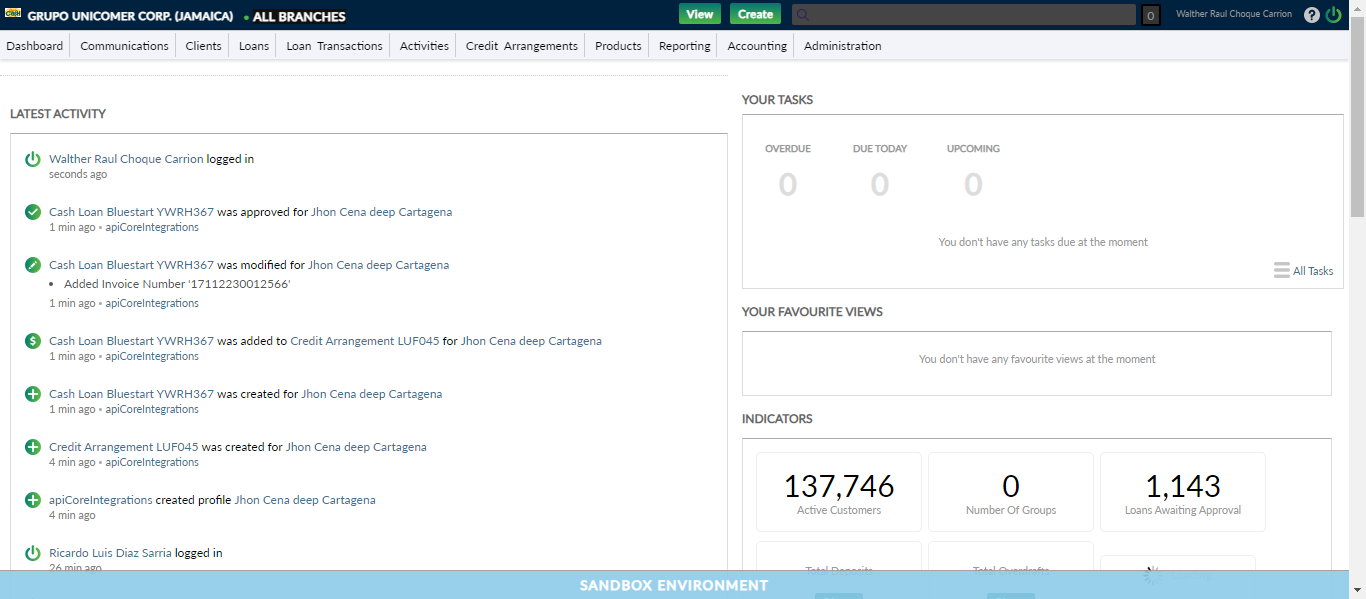 GRUPO UNICOMER CORP. (JAMAICA) • ALL BRANCHES
View Create 0 Walther Raul Choque Carrion ?
Dashboard Communications Clients Loans Loan Transactions Activities Credit Arrangements Products Reporting Accounting Administration
LATEST ACTIVITY
Walther Raul Choque Carrion logged in
seconds ago
Cash Loan Bluestart YWRH367 was approved for Jhon Cena deep Cartagena
1 min ago • apiCoreIntegrations
Cash Loan Bluestart YWRH367 was modified for Jhon Cena deep Cartagena
• Added Invoice Number '17112230012566'
1 min ago • apiCoreIntegrations
Cash Loan Bluestart YWRH367 was added to Credit Arrangement LUF045 for Jhon Cena deep Cartagena
1 min ago • apiCoreIntegrations
Cash Loan Bluestart YWRH367 was created for Jhon Cena deep Cartagena
1 min ago • apiCoreIntegrations
Credit Arrangement LUF045 was created for Jhon Cena deep Cartagena
4 min ago • apiCoreIntegrations
apiCoreIntegrations created profile Jhon Cena deep Cartagena
4 min ago
Ricardo Luis Diaz Sarria logged in
26 min ago
YOUR TASKS
OVERDUE DUE TODAY UPCOMING
0 0 0
You don't have any tasks due at the moment
All Tasks
YOUR FAVOURITE VIEWS
You don't have any favourite views at the moment
INDICATORS
137,746 0 1,143
Active Customers Number Of Groups Loans Awaiting Approval
Total Deposits Total Overdrafts
SANDBOX ENVIRONMENT